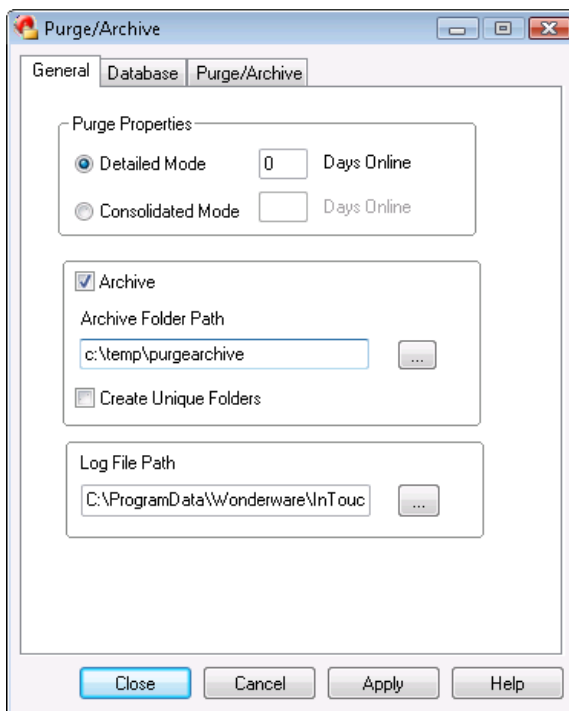 Purge/Archive
General Database Purge/Archive
Purge Properties
Detailed Mode 0 Days Online
Consolidated Mode Days Online
Archive
Archive Folder Path
c:\temp\purgearchive ...
Create Unique Folders
Log File Path
C:\ProgramData\Wonderware\InTouc ...
Close Cancel Apply Help